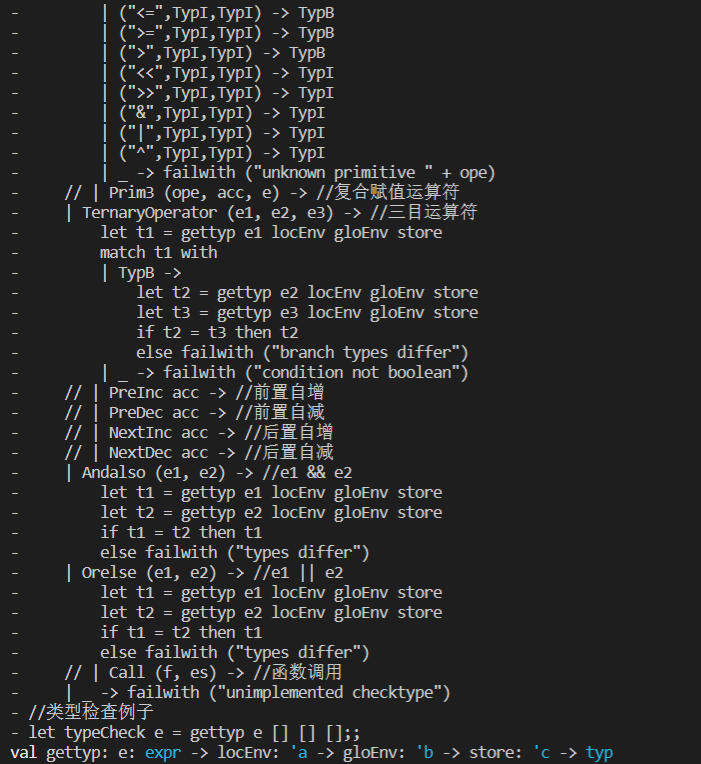 -         | ("<=",TypI,TypI) -> TypB
-         | (">=",TypI,TypI) -> TypB
-         | (">",TypI,TypI) -> TypB
-         | ("<<",TypI,TypI) -> TypI
-         | (">>",TypI,TypI) -> TypI
-         | ("&",TypI,TypI) -> TypI
-         | ("|",TypI,TypI) -> TypI
-         | ("^",TypI,TypI) -> TypI
-         | _ -> failwith ("unknown primitive " + ope)
-     // | Prim3 (ope, acc, e) -> //复合赋值运算符
-     | TernaryOperator (e1, e2, e3) -> //三目运算符
-         let t1 = gettyp e1 locEnv gloEnv store
-         match t1 with
-         | TypB ->
-             let t2 = gettyp e2 locEnv gloEnv store
-             let t3 = gettyp e3 locEnv gloEnv store
-             if t2 = t3 then t2
-             else failwith ("branch types differ")
-         | _ -> failwith ("condition not boolean")
-     // | PreInc acc -> //前置自增
-     // | PreDec acc -> //前置自减
-     // | NextInc acc -> //后置自增
-     // | NextDec acc -> //后置自减
-     | Andalso (e1, e2) -> //e1 && e2
-         let t1 = gettyp e1 locEnv gloEnv store
-         let t2 = gettyp e2 locEnv gloEnv store
-         if t1 = t2 then t1
-         else failwith ("types differ")
-     | Orelse (e1, e2) -> //e1 || e2
-         let t1 = gettyp e1 locEnv gloEnv store
-         let t2 = gettyp e2 locEnv gloEnv store
-         if t1 = t2 then t1
-         else failwith ("types differ")
-     // | Call (f, es) -> //函数调用
-     | _ -> failwith ("unimplemented checktype")
- //类型检查例子
- let typeCheck e = gettyp e [] [] [];;
val gettyp: e: expr -> locEnv: 'a -> gloEnv: 'b -> store: 'c -> typ